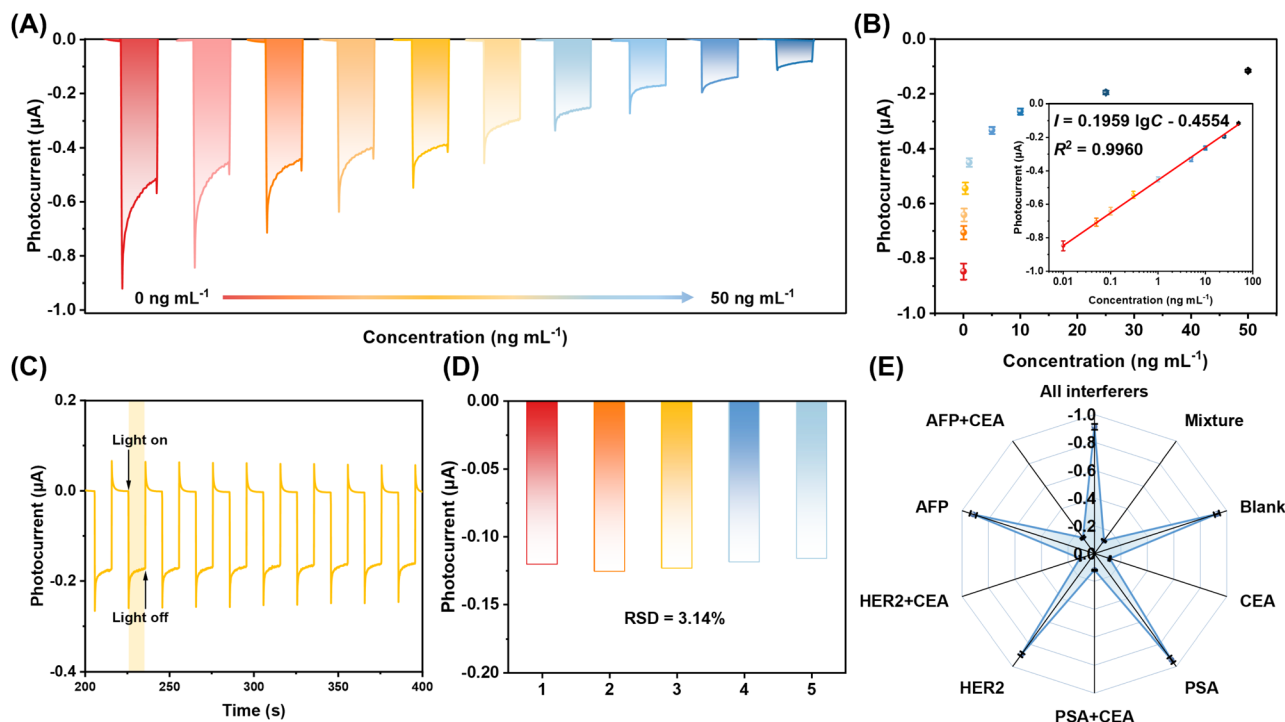 (A)
0.0
-0.2
-0.4
-0.6
-0.8
-1.0
Photocurrent (μA)
0 ng mL⁻¹
50 ng mL⁻¹
Concentration (ng mL⁻¹)
(B)
0.0
-0.2
-0.4
-0.6
-0.8
-1.0
Photocurrent (μA)
0
10
20
30
40
50
Concentration (ng mL⁻¹)
I = 0.1959 lgC - 0.4554
R² = 0.9960
0.0
-0.2
-0.4
-0.6
-0.8
-1.0
Photocurrent (μA)
0.01
0.1
1
10
100
Concentration (ng mL⁻¹)
(C)
0.2
0.0
-0.2
-0.4
Photocurrent (μA)
Light on
Light off
200
250
300
350
400
Time (s)
(D)
0.00
-0.05
-0.10
-0.15
-0.20
Photocurrent (μA)
RSD = 3.14%
1
2
3
4
5
(E)
All interferers
Mixture
Blank
CEA
PSA
PSA+CEA
HER2
HER2+CEA
AFP
AFP+CEA
-1.0
-0.8
-0.6
-0.4
-0.2
0.0